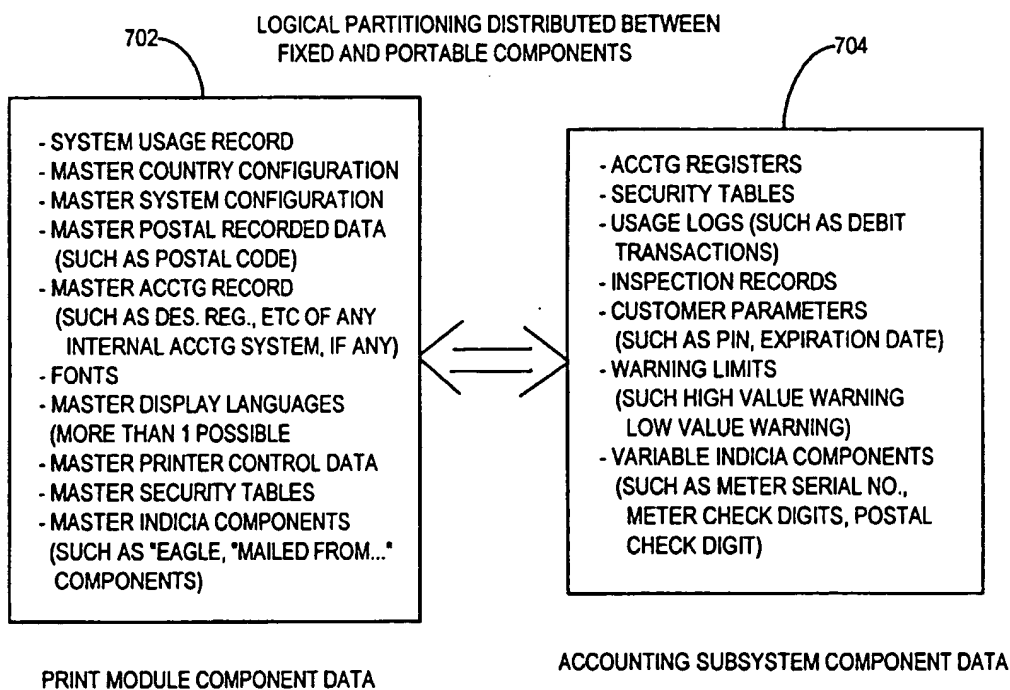 LOGICAL PARTITIONING DISTRIBUTED BETWEEN
FIXED AND PORTABLE COMPONENTS
702
- SYSTEM USAGE RECORD
- MASTER COUNTRY CONFIGURATION
- MASTER SYSTEM CONFIGURATION
- MASTER POSTAL RECORDED DATA
(SUCH AS POSTAL CODE)
- MASTER ACCTG RECORD
(SUCH AS DES. REG., ETC OF ANY
INTERNAL ACCTG SYSTEM, IF ANY)
- FONTS
- MASTER DISPLAY LANGUAGES
(MORE THAN 1 POSSIBLE
- MASTER PRINTER CONTROL DATA
- MASTER SECURITY TABLES
- MASTER INDICIA COMPONENTS
(SUCH AS "EAGLE, "MAILED FROM..."
COMPONENTS)
PRINT MODULE COMPONENT DATA
704
- ACCTG REGISTERS
- SECURITY TABLES
- USAGE LOGS (SUCH AS DEBIT
TRANSACTIONS)
- INSPECTION RECORDS
- CUSTOMER PARAMETERS
(SUCH AS PIN, EXPIRATION DATE)
- WARNING LIMITS
(SUCH HIGH VALUE WARNING
LOW VALUE WARNING)
- VARIABLE INDICIA COMPONENTS
(SUCH AS METER SERIAL NO.,
METER CHECK DIGITS, POSTAL
CHECK DIGIT)
ACCOUNTING SUBSYSTEM COMPONENT DATA